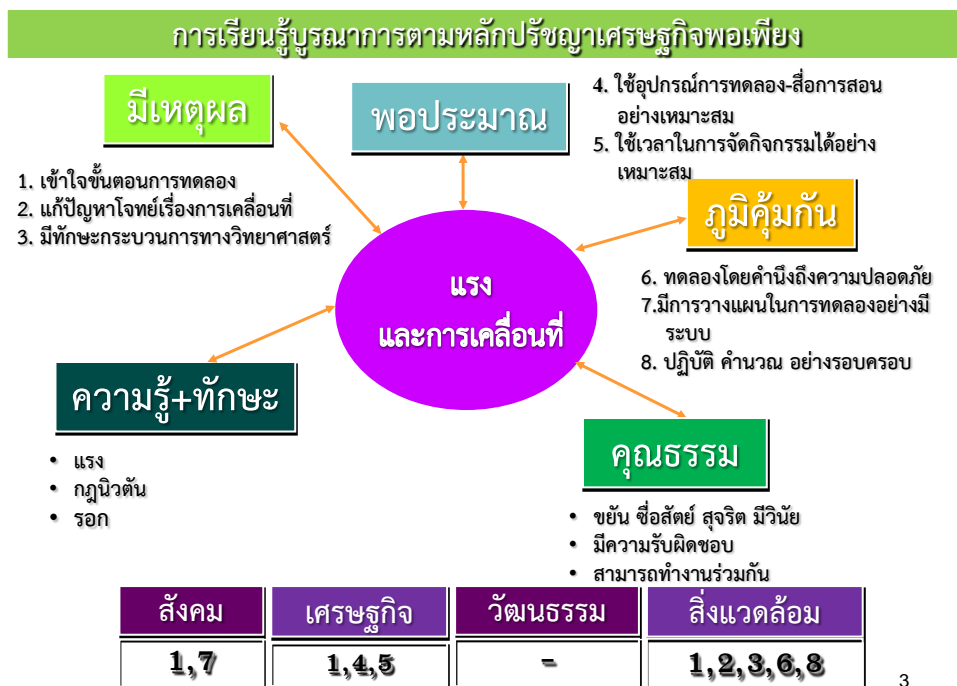 การเรียนรู้บูรณาการตามหลักปรัชญาเศรษฐกิจพอเพียง
มีเหตุผล
1. เข้าใจขั้นตอนการทดลอง
2. แก้ปัญหาโจทย์เรื่องการเคลื่อนที่
3. มีทักษะกระบวนการทางวิทยาศาสตร์
พอประมาณ
4. ใช้อุปกรณ์การทดลอง-สื่อการสอน
อย่างเหมาะสม
5. ใช้เวลาในการจัดกิจกรรมได้อย่าง
เหมาะสม
ภูมิคุ้มกัน
6. ทดลองโดยคำนึงถึงความปลอดภัย
7.มีการวางแผนในการทดลองอย่างมี
ระบบ
8. ปฏิบัติ คำนวณ อย่างรอบครอบ
แรง
และการเคลื่อนที่
ความรู้+ทักษะ
• แรง
• กฎนิวตัน
• รอก
คุณธรรม
• ขยัน ซื่อสัตย์ สุจริต มีวินัย
• มีความรับผิดชอบ
• สามารถทำงานร่วมกัน
สังคม เศรษฐกิจ วัฒนธรรม สิ่งแวดล้อม
1,7 1,4,5 - 1,2,3,6,8
3